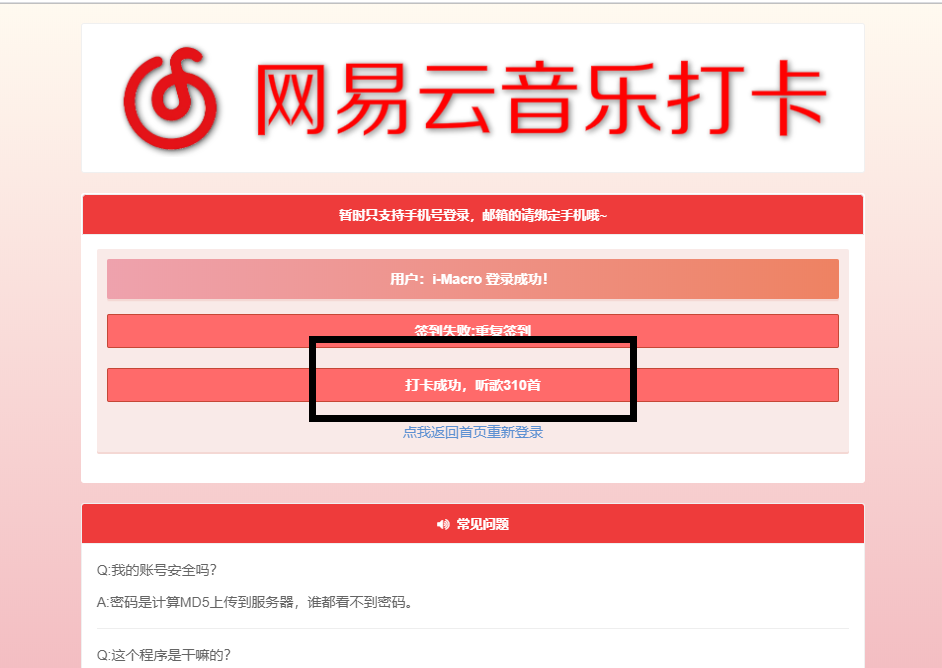 网易云音乐打卡
暂时只支持手机号登录，邮箱的请绑定手机哦~
用户：i-Macro 登录成功！
签到失败:重复签到
打卡成功，听歌310首
点我返回首页重新登录
常见问题
Q:我的账号安全吗？
A:密码是计算MD5上传到服务器，谁都看不到密码。
Q:这个程序是干嘛的？